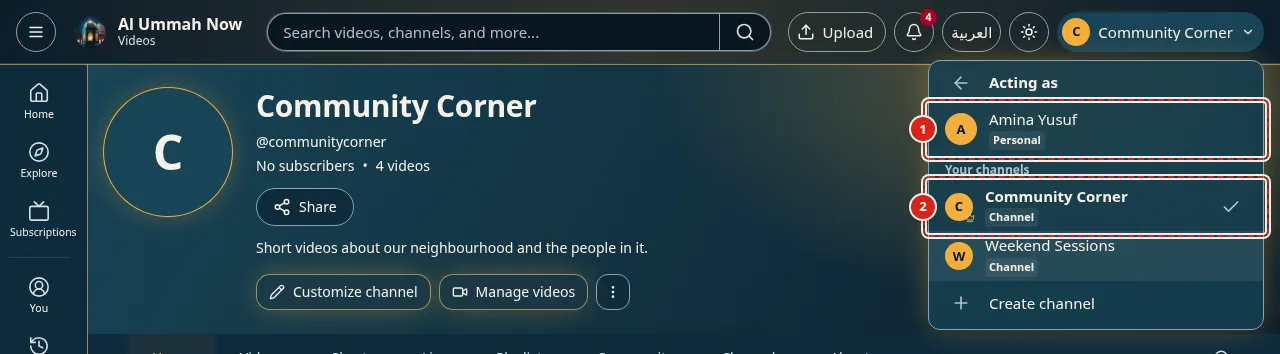 AI Ummah Now
Videos
Search videos, channels, and more...
Upload
4
العربية
C
Community Corner
Home
Explore
Subscriptions
You
C
Community Corner
@communitycorner
No subscribers • 4 videos
Share
Short videos about our neighbourhood and the people in it.
Customize channel
Manage videos
Acting as
1
A
Amina Yusuf
Personal
Your channels
2
C
Community Corner
Channel
W
Weekend Sessions
Channel
Create channel